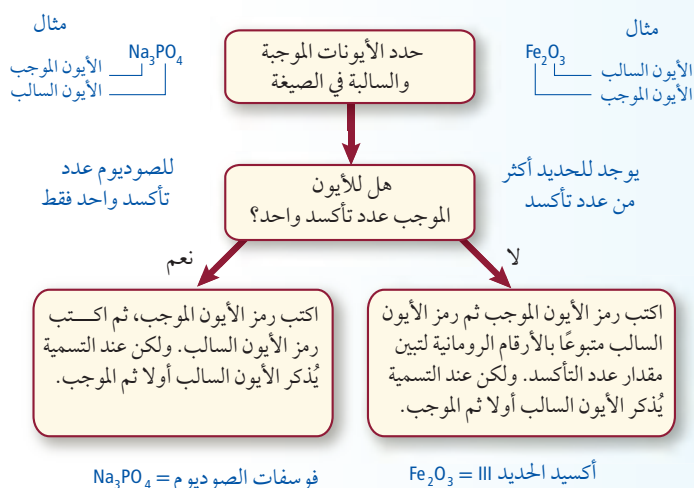 مثال
Fe₂O₃
الأيون السالب
الأيون الموجب
حدد الأيونات الموجبة
والسالبة في الصيغة
مثال
Na₃PO₄
الأيون الموجب
الأيون السالب
يوجد للحديد أكثر
من عدد تأكسد
هل للأيون
الموجب عدد تأكسد واحد؟
للصوديوم عدد
تأكسد واحد فقط
لا
نعم
اكتب رمز الأيون الموجب ثم رمز الأيون
السالب متبوعًا بالأرقام الرومانية لتبين
مقدار عدد التأكسد. ولكن عند التسمية
يُذكر الأيون السالب أولا ثم الموجب.
اكتب رمز الأيون الموجب، ثم اكــتب
رمز الأيون السالب. ولكن عند التسمية
يُذكر الأيون السالب أولا ثم الموجب.
أكسيد الحديد III = Fe₂O₃
فوسفات الصوديوم = Na₃PO₄